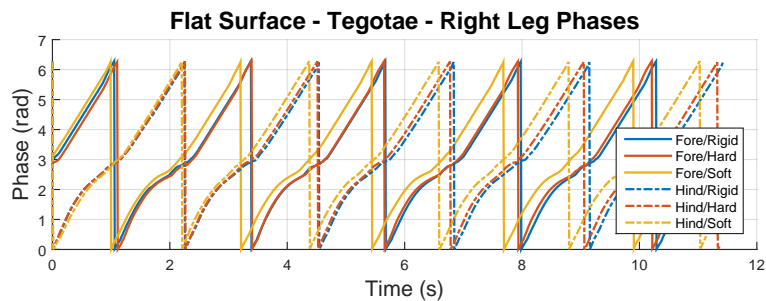 Flat Surface - Tegotae - Right Leg Phases
7
6
5
4
3
2
1
0
Phase (rad)
0 2 4 6 8 10 12
Time (s)
Fore/Rigid
Fore/Hard
Fore/Soft
Hind/Rigid
Hind/Hard
Hind/Soft